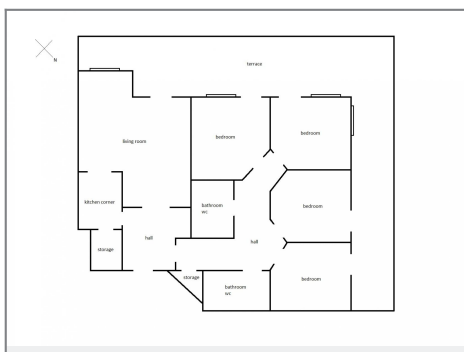 N
terrace
living room
bedroom
bedroom
kitchen corner
bathroom
wc
bedroom
hall
hall
storage
storage
bedroom
bathroom
wc